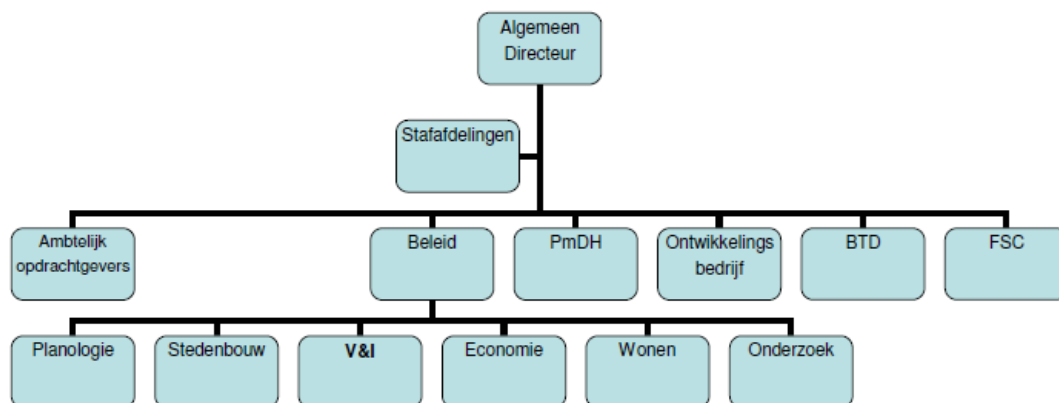 Algemeen
Directeur
Stafafdelingen
Ambtelijk
opdrachtgevers
Beleid
PmDH
Ontwikkelings
bedrijf
BTD
FSC
Planologie
Stedenbouw
V&I
Economie
Wonen
Onderzoek